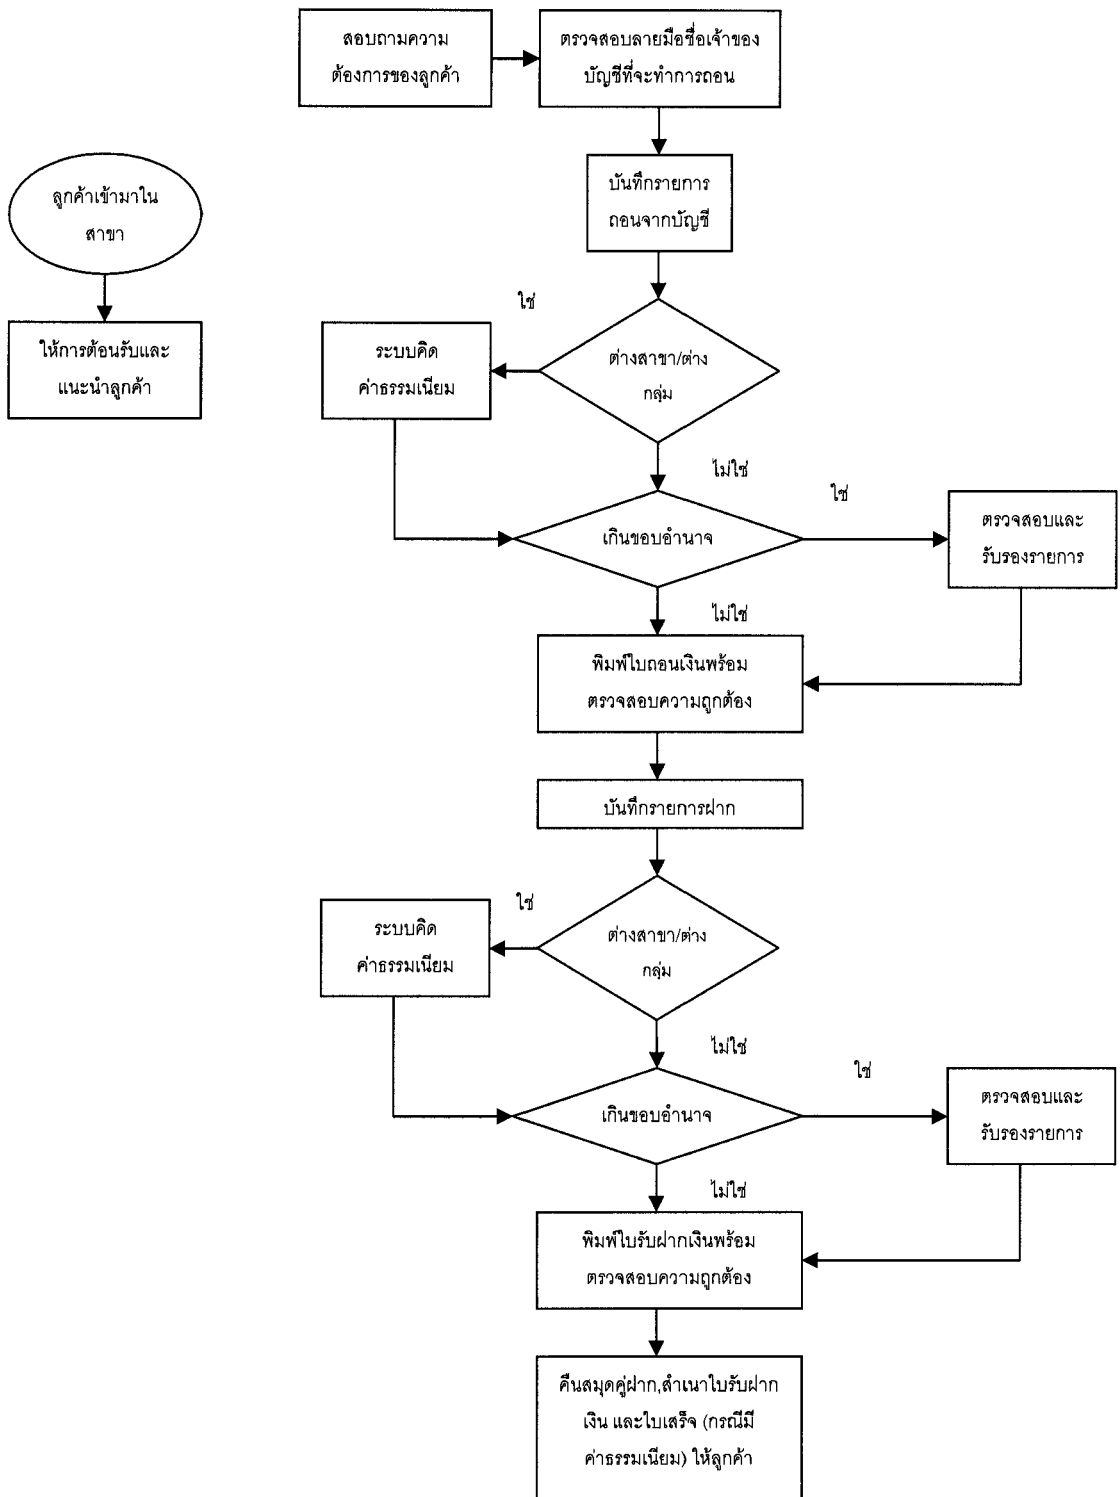 สอบถามความ
ต้องการของลูกค้า
ตรวจสอบลายมือชื่อเจ้าของ
บัญชีที่จะทำการถอน
ลูกค้าเข้ามาใน
สาขา
บันทึกรายการ
ถอนจากบัญชี
ให้การต้อนรับและ
แนะนำลูกค้า
ใช่
ระบบคิด
ค่าธรรมเนียม
ต่างสาขา/ต่าง
กลุ่ม
ไม่ใช่
ใช่
เกินขอบอำนาจ
ตรวจสอบและ
รับรองรายการ
ไม่ใช่
พิมพ์ใบถอนเงินพร้อม
ตรวจสอบความถูกต้อง
บันทึกรายการฝาก
ใช่
ระบบคิด
ค่าธรรมเนียม
ต่างสาขา/ต่าง
กลุ่ม
ไม่ใช่
ใช่
เกินขอบอำนาจ
ตรวจสอบและ
รับรองรายการ
ไม่ใช่
พิมพ์ใบรับฝากเงินพร้อม
ตรวจสอบความถูกต้อง
คืนสมุดคู่ฝาก,สำเนาใบรับฝาก
เงิน และใบเสร็จ (กรณีมี
ค่าธรรมเนียม) ให้ลูกค้า